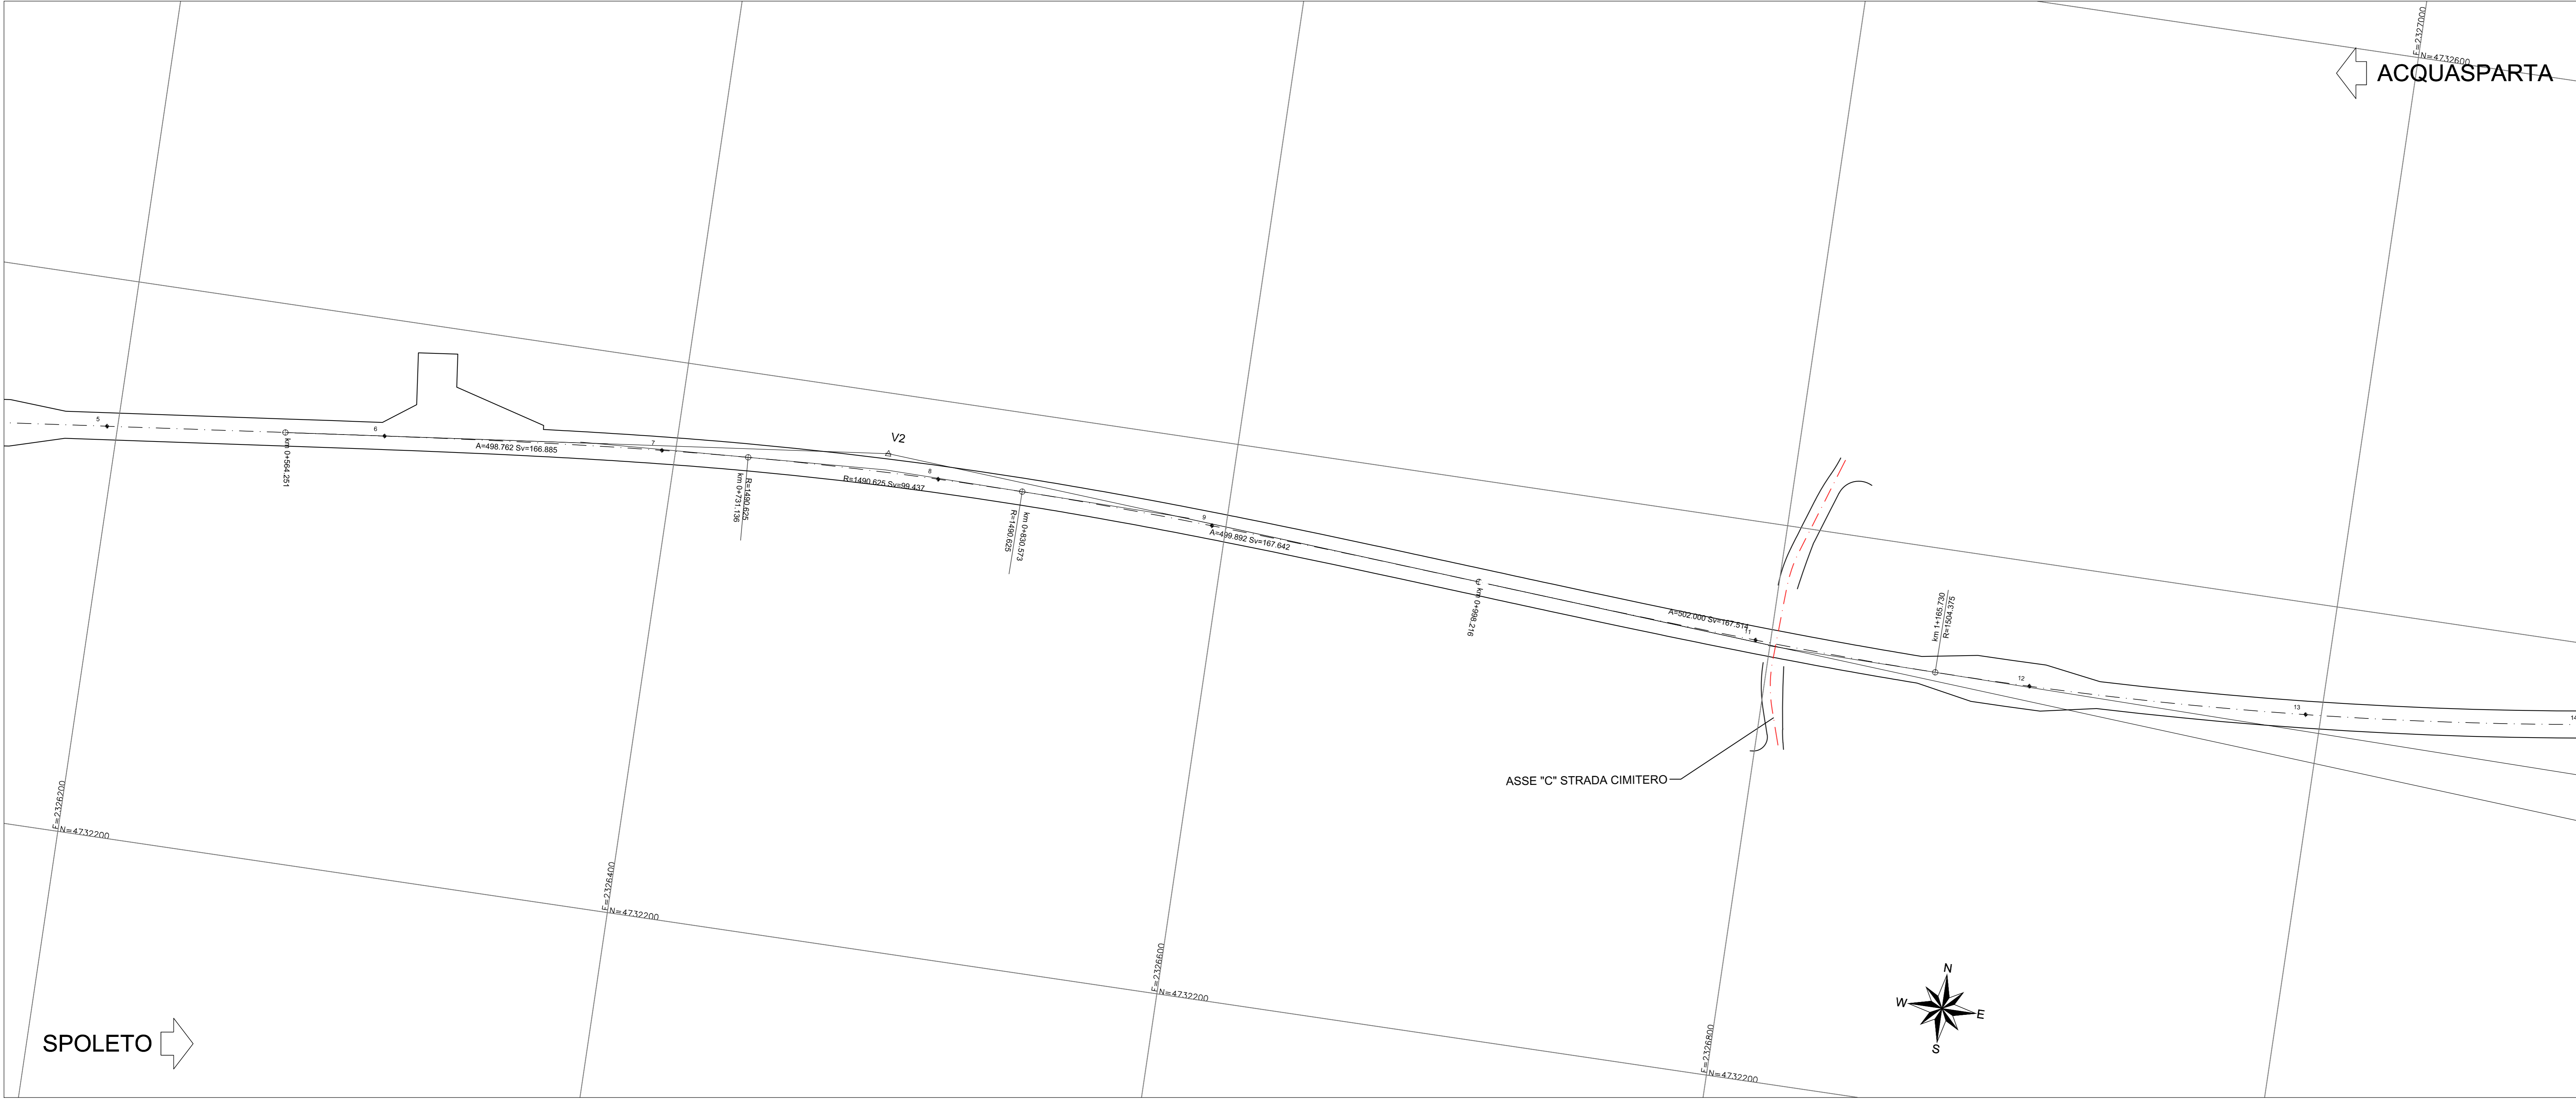 E=2327000
N=4732600
ACQUASPARTA
5
6
7
V2
8
9
11
12
13
14
km 0+564.251
A=498.762 Sv=166.885
R=1490.625
km 0+731.136
R=1490.625 Sv=99.437
km 0+830.573
R=1490.625
A=499.892 Sv=167.642
km 0+998.216
A=502.000 Sv=167.514
km 1+165.730
R=1504.375
ASSE "C" STRADA CIMITERO
E=2326200
N=4732200
E=2326400
N=4732200
E=2326600
N=4732200
E=2326800
N=4732200
N
W
E
S
SPOLETO